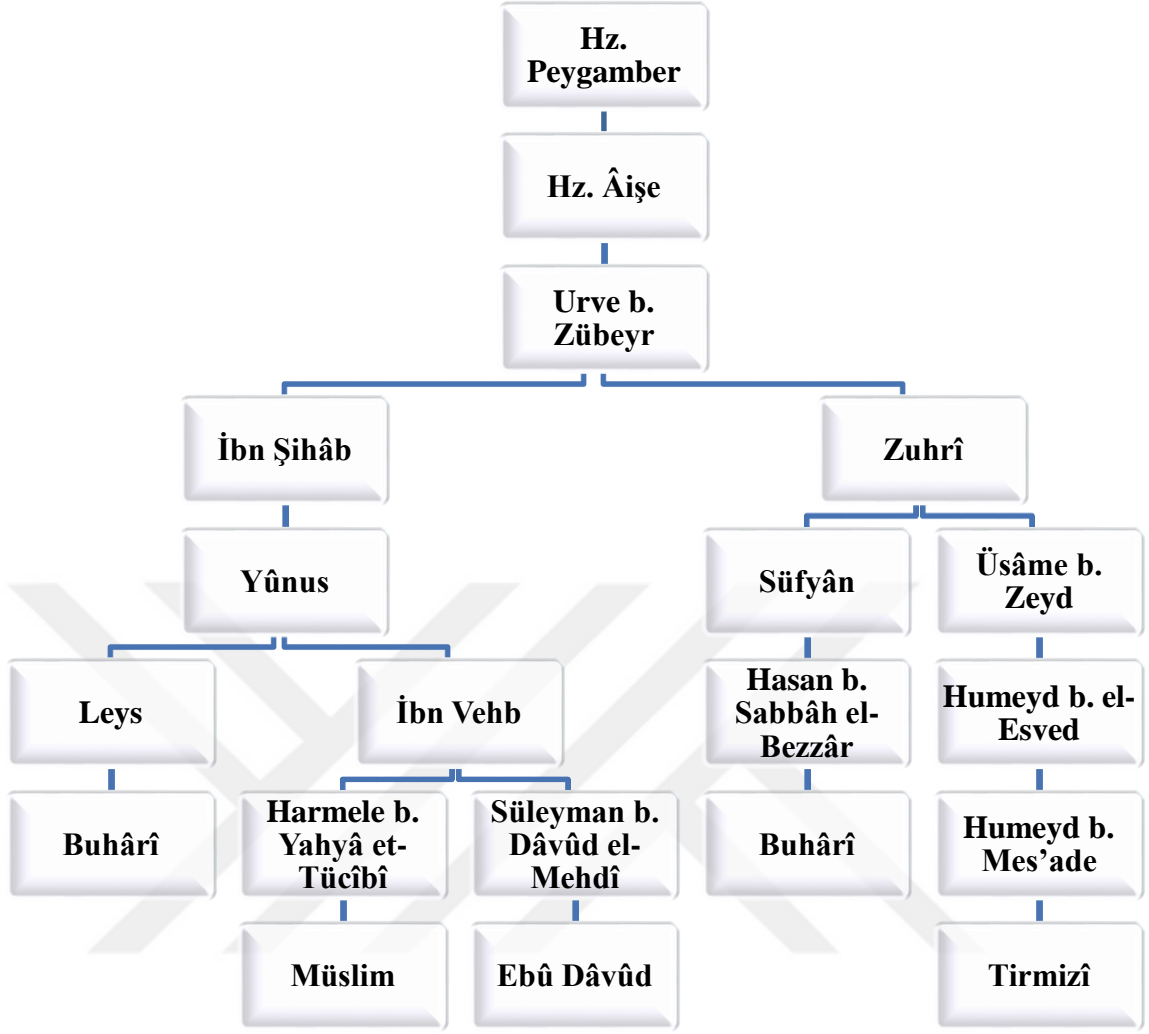 Hz.
Peygamber
Hz. Âişe
Urve b.
Zübeyr
İbn Şihâb
Zuhrî
Yûnus
Süfyân
Üsâme b.
Zeyd
Leys
İbn Vehb
Hasan b.
Sabbâh el-
Bezzâr
Humeyd b. el-
Esved
Buhârî
Harmele b.
Yahyâ et-
Tücîbî
Süleyman b.
Dâvûd el-
Mehdî
Buhârî
Humeyd b.
Mes’ade
Müslim
Ebû Dâvûd
Tirmizî